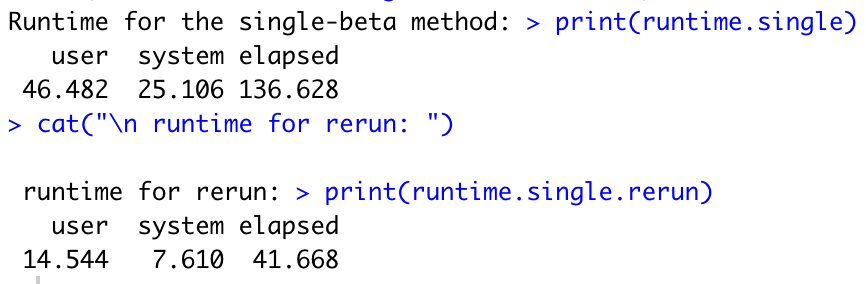 Runtime for the single-beta method: > print(runtime.single)
   user  system elapsed
 46.482  25.106 136.628
> cat("\n runtime for rerun: ")

 runtime for rerun: > print(runtime.single.rerun)
   user  system elapsed
 14.544   7.610  41.668